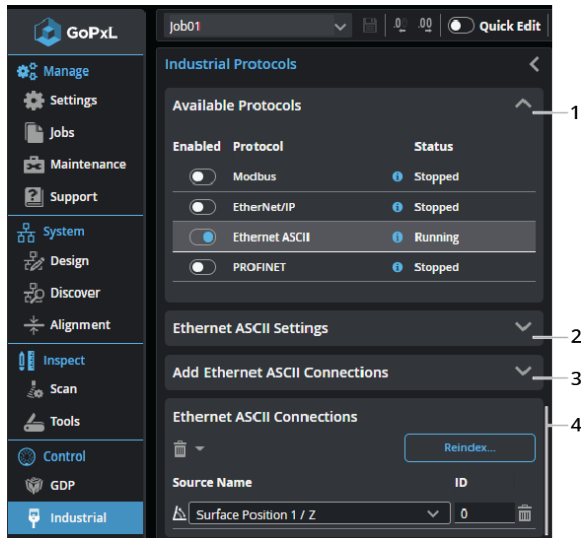 GoPxL
Manage
Settings
Jobs
Maintenance
Support
System
Design
Discover
Alignment
Inspect
Scan
Tools
Control
GDP
Industrial
Job01
.0
.00
Quick Edit
Industrial Protocols
Available Protocols
Enabled Protocol Status
Modbus Stopped
EtherNet/IP Stopped
Ethernet ASCII Running
PROFINET Stopped
Ethernet ASCII Settings
Add Ethernet ASCII Connections
Ethernet ASCII Connections
Reindex...
Source Name ID
Surface Position 1 / Z 0
1
2
3
4